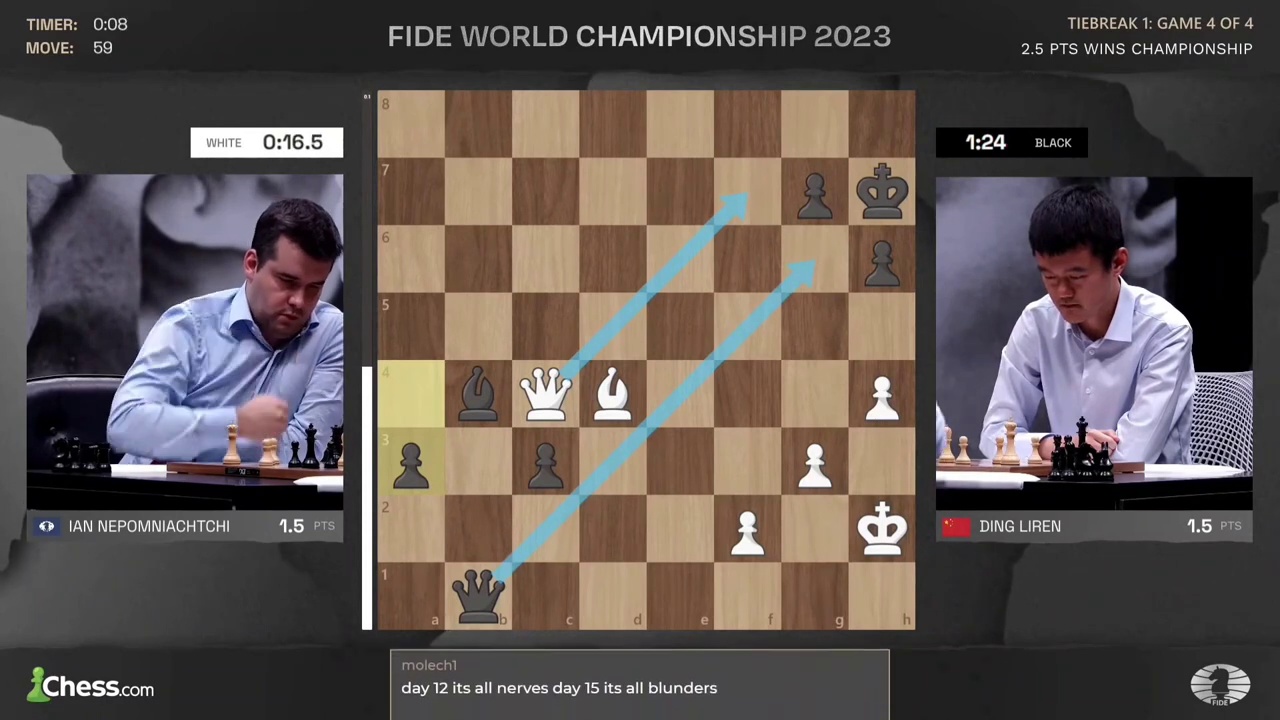 TIMER: 0:08
MOVE: 59
FIDE WORLD CHAMPIONSHIP 2023
TIEBREAK 1: GAME 4 OF 4
2.5 PTS WINS CHAMPIONSHIP
WHITE 0:16.5
1:24 BLACK
0.1
8
7
6
5
4
3
2
1
a b c d e f g h
IAN NEPOMNIACHTCHI 1.5 PTS
DING LIREN 1.5 PTS
molech1
day 12 its all nerves day 15 its all blunders
Chess.com
FIDE